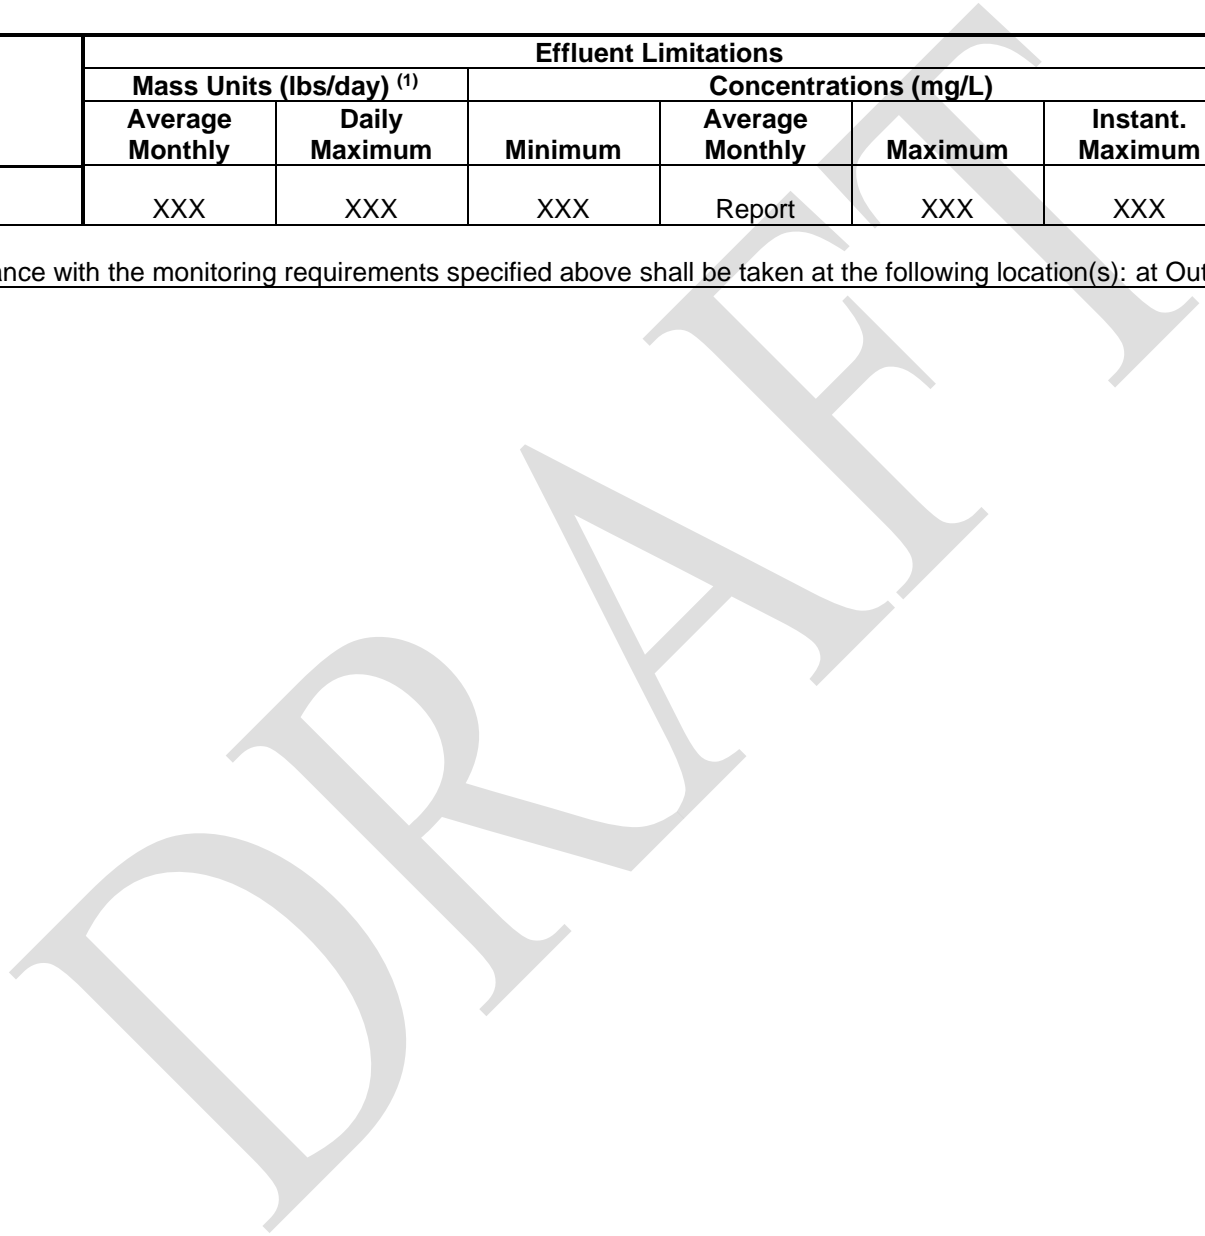 Effluent Limitations
Mass Units (lbs/day) (1) Concentrations (mg/L)
Average Monthly Daily Maximum Minimum Average Monthly Maximum Instant. Maximum
XXX XXX XXX Report XXX XXX
ance with the monitoring requirements specified above shall be taken at the following location(s): at Out
DRAFT